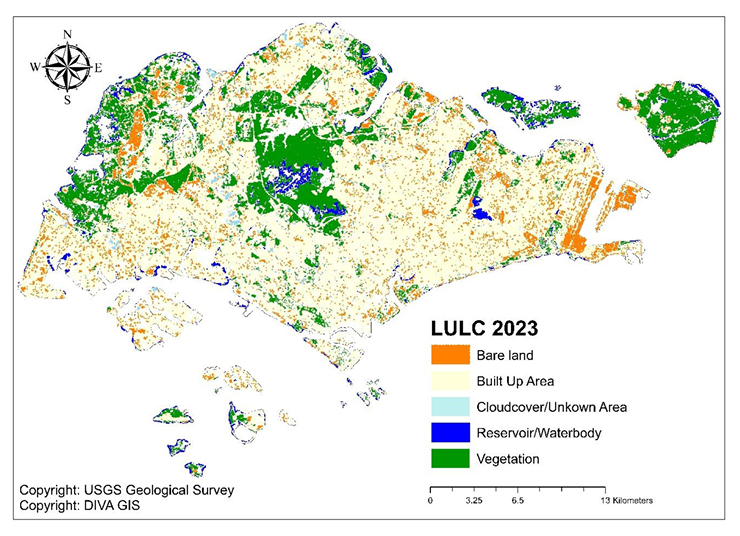 N
W E
S
LULC 2023
Bare land
Built Up Area
Cloudcover/Unkown Area
Reservoir/Waterbody
Vegetation
0 3.25 6.5 13 Kilometers
Copyright: USGS Geological Survey
Copyright: DIVA GIS